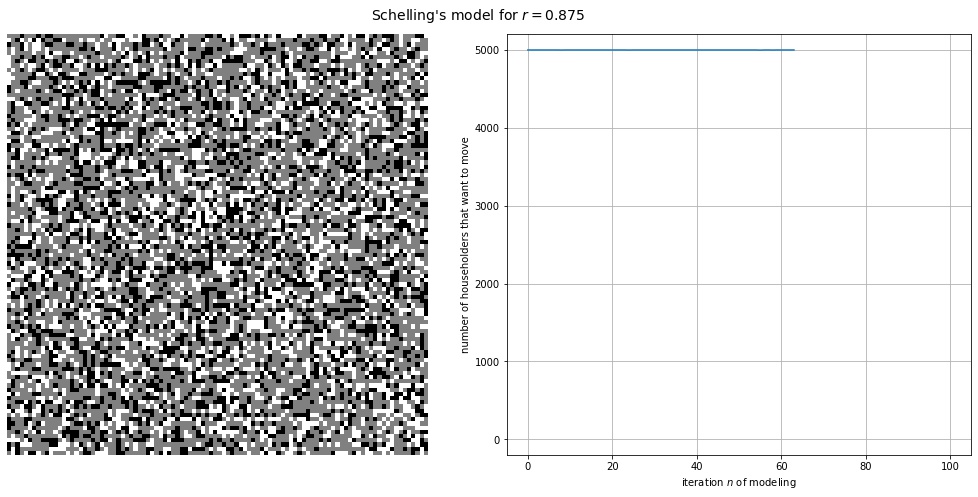 Schelling's model for r = 0.875
number of householders that want to move
5000
4000
3000
2000
1000
0
0 20 40 60 80 100
iteration n of modeling